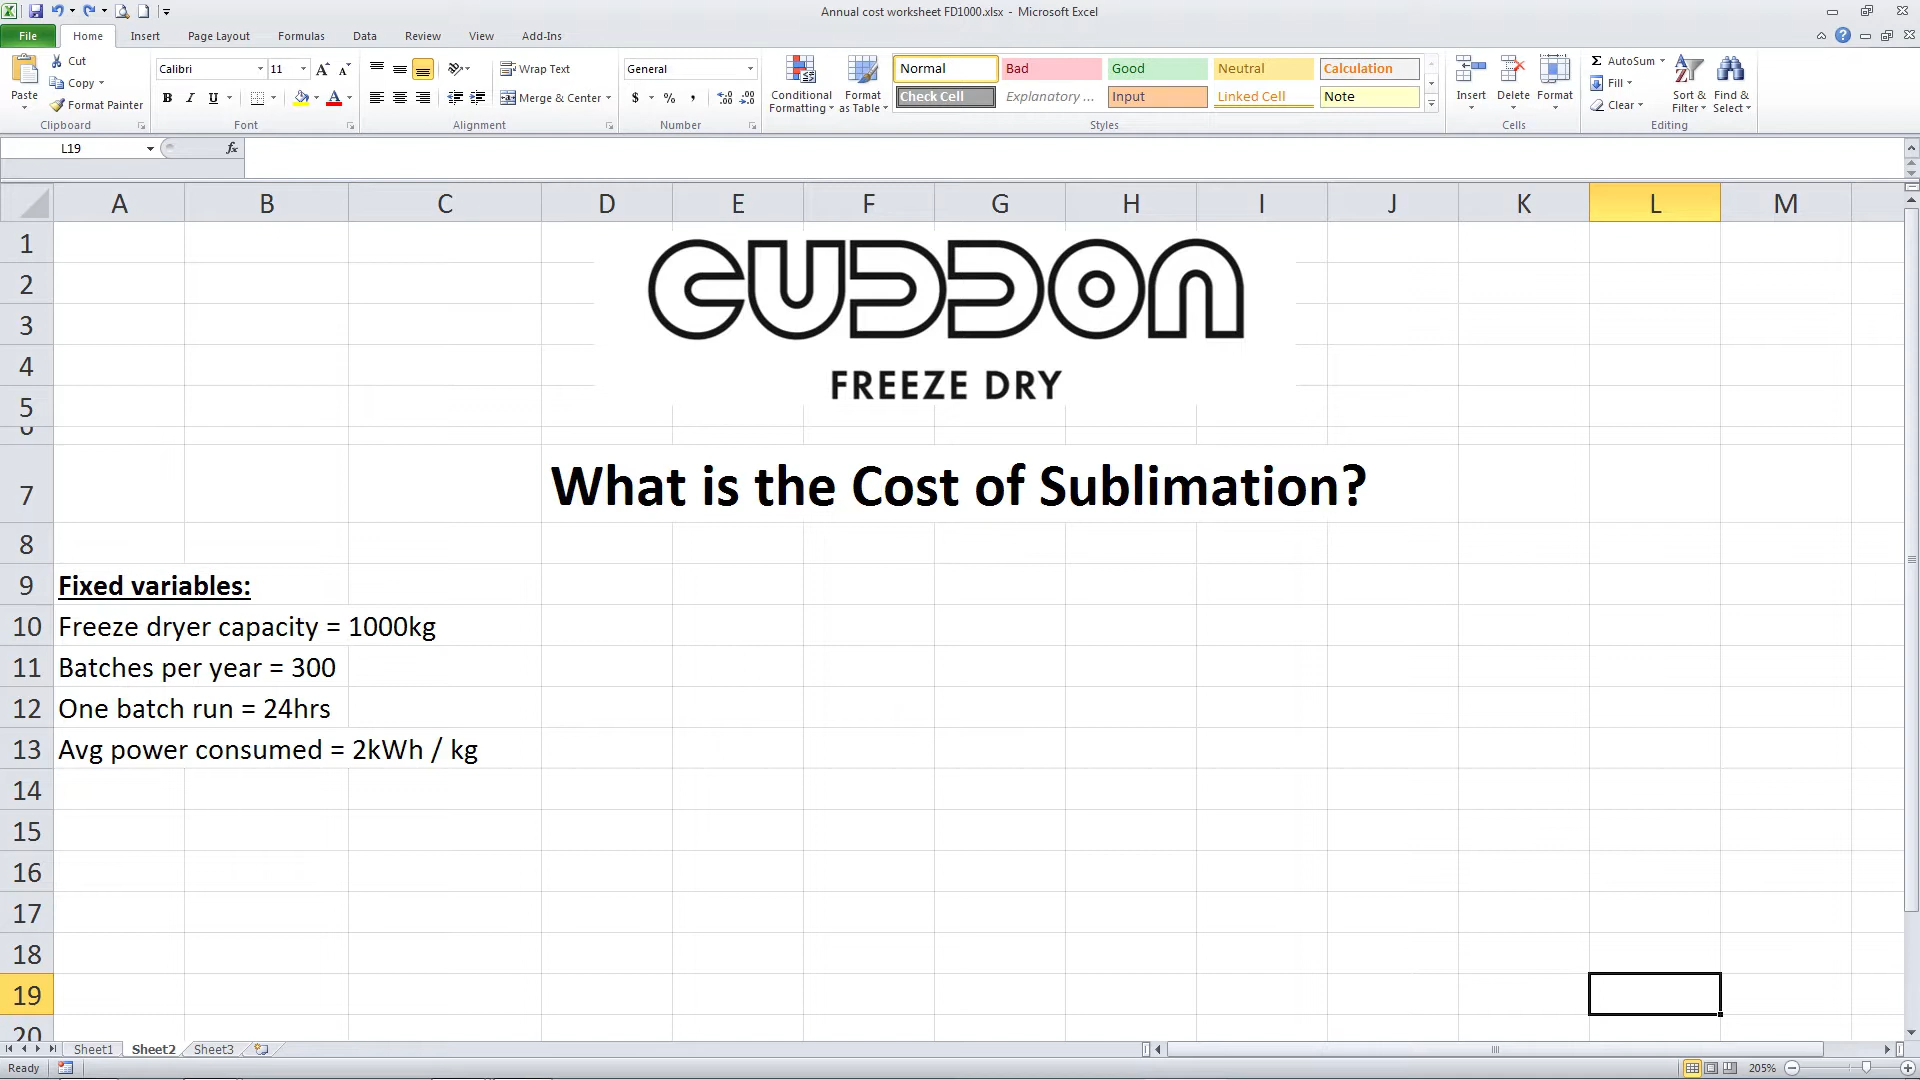 Annual cost worksheet FD1000.xlsx - Microsoft Excel
File Home Insert Page Layout Formulas Data Review View Add-Ins
Paste
Cut
Copy
Format Painter
Clipboard
Calibri 11
B I U
Font
Wrap Text
Merge & Center
Alignment
General
$ % ,
Number
Conditional Formatting
Format as Table
Normal Bad Good Neutral Calculation
Check Cell Explanatory ... Input Linked Cell Note
Styles
Insert Delete Format
Cells
Σ AutoSum
Fill
Clear
Sort & Filter
Find & Select
Editing
L19 fx
A B C D E F G H I J K L M
1
2
3
4
5
6
7
8
9
10
11
12
13
14
15
16
17
18
19
20
CUDDON
FREEZE DRY
What is the Cost of Sublimation?
Fixed variables:
Freeze dryer capacity = 1000kg
Batches per year = 300
One batch run = 24hrs
Avg power consumed = 2kWh / kg
Sheet1 Sheet2 Sheet3
Ready 205%